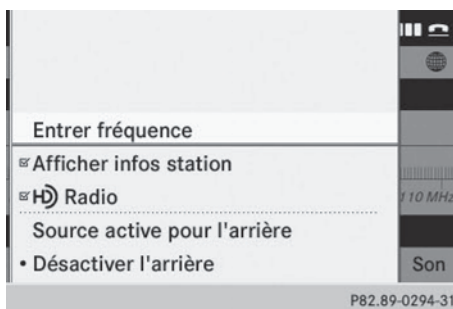 Entrer fréquence
Afficher infos station
HD Radio
110 MHz
Source active pour l'arrière
• Désactiver l'arrière
Son
P82.89-0294-31